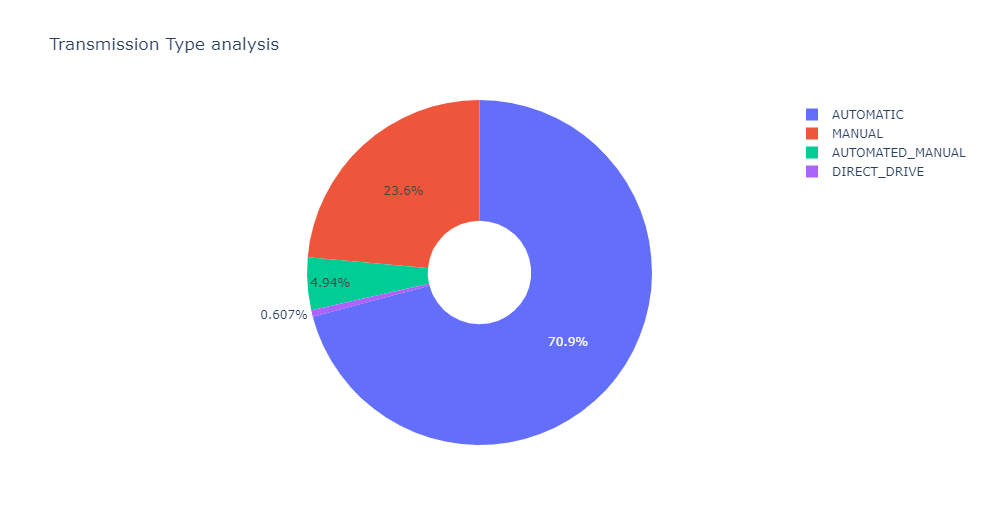 Transmission Type analysis
AUTOMATIC
MANUAL
AUTOMATED_MANUAL
DIRECT_DRIVE
23.6%
4.94%
0.607%
70.9%